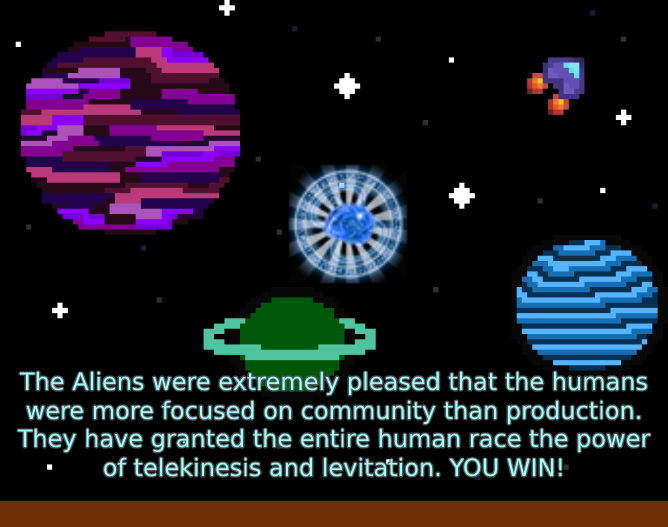 The Aliens were extremely pleased that the humans
were more focused on community than production.
They have granted the entire human race the power
of telekinesis and levitation. YOU WIN!